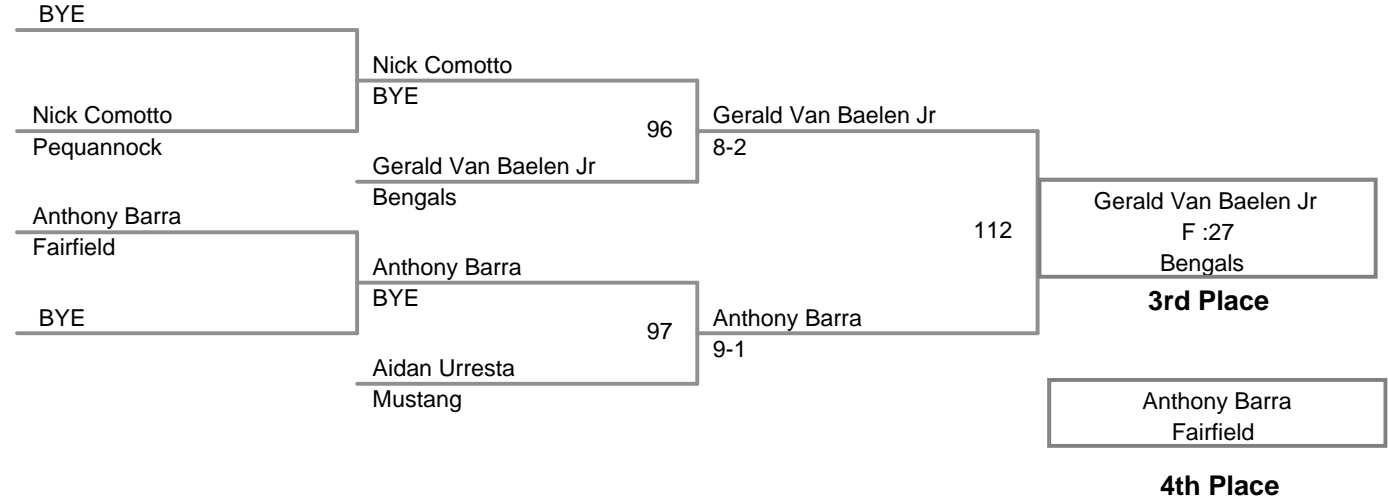 BYE
Nick Comotto
Pequannock
Anthony Barra
Fairfield
BYE
Nick Comotto
BYE
96
Gerald Van Baelen Jr
Bengals
Anthony Barra
BYE
97
Aidan Urresta
Mustang
Gerald Van Baelen Jr
8-2
112
Anthony Barra
9-1
Gerald Van Baelen Jr
F :27
Bengals
3rd Place
Anthony Barra
Fairfield
4th Place